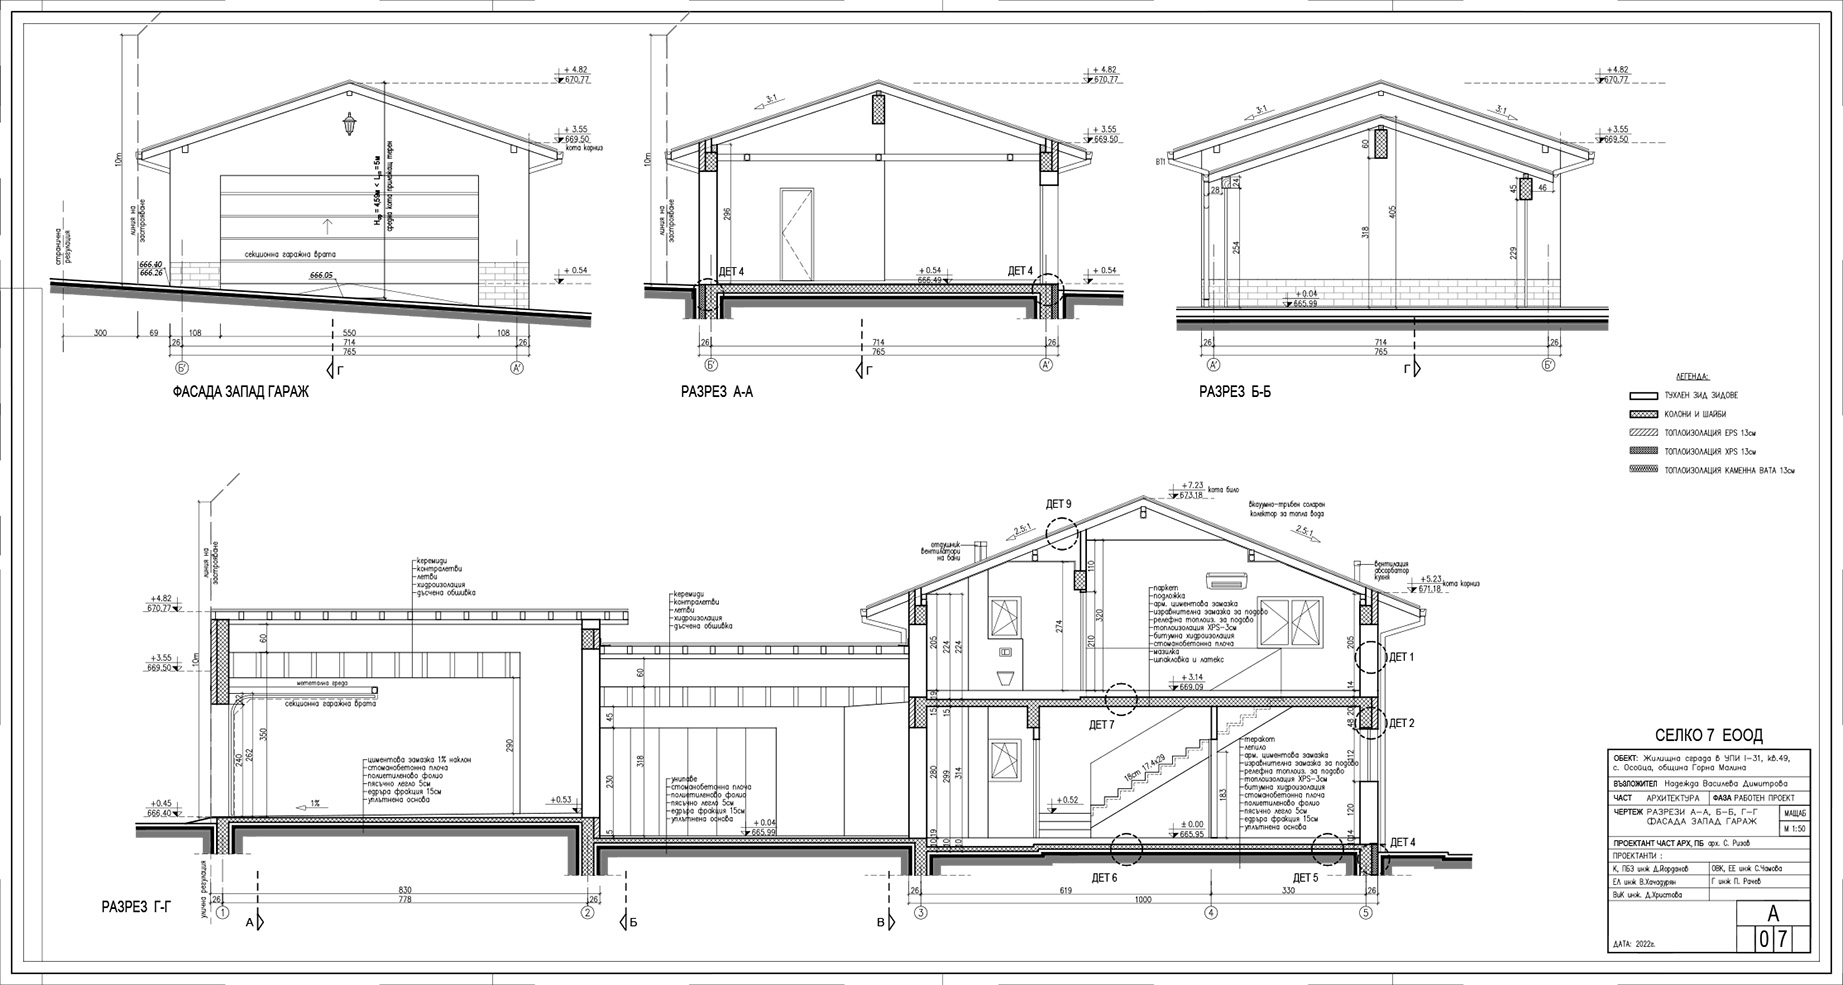 + 4.82
670,77
+ 3.55
669.50
кота корниз
10m
линия на
застрояване
странична
регулация
средна кота прилежащ терен
секционна гаражна врата
666.40
666.26
666.05
+ 0.54
300
69
108
550
108
26
714
26
765
Б'
А'
Г
ФАСАДА ЗАПАД ГАРАЖ
+ 4.82
670,77
3:1
+ 3.55
669.50
10m
линия на
застрояване
296
ДЕТ 4
+ 0.54
666.49
ДЕТ 4
+ 0.54
26
714
26
765
Б'
А'
Г
РАЗРЕЗ А-А
+ 4.82
670,77
3:1
3:1
+ 3.55
669.50
ВТ1
60
28
24
45
46
405
318
254
229
+0.04
665.99
26
714
26
765
А'
Б'
Г
РАЗРЕЗ Б-Б
ЛЕГЕНДА:
ТУХЛЕН ЗИД ЗИДОВЕ
КОЛОНИ И ШАЙБИ
ТОПЛОИЗОЛАЦИЯ EPS 13см
ТОПЛОИЗОЛАЦИЯ XPS 13см
ТОПЛОИЗОЛАЦИЯ КАМЕННА ВАТА 13см
линия на
застрояване
10m
+ 4.82
670,77
+3.55
669,50
+0.45
666.40
керемиди
контралетви
летви
хидроизолация
дъсчена обшивка
60
метална греда
секционна гаражна врата
32
240
262
350
290
циментова замазка 1% наклон
стоманобетонна плоча
полиетиленово фолио
пясъчно легло 5см
едъра фракция 15см
уплътнена основа
1%
+0.53
керемиди
контралетви
летви
хидроизолация
дъсчена обшивка
60
45
318
230
15
унипаве
стоманобетонна плоча
полиетиленово фолио
пясъчно легло 5см
едъра фракция 15см
уплътнена основа
+ 0.04
665.99
ДЕТ 9
+7.23
673,18
кота било
вкаумно-тръбен соларен
колектор за топла вода
2.5:1
2.5:1
отдушник
вентилатори
на бани
вентилация
абсорбатор
кухня
+5.23
671,18
кота корниз
110
320
274
210
205
224
224
205
паркет
подложка
арм. циментова замазка
изравнителна замазка за подово
релефна топлоиз. за подово
топлоизолация XPS-3см
битумна хидроизолация
стоманобетонна плоча
мазилка
шпакловка и латекс
+ 3.14
669.09
14
ДЕТ 1
ДЕТ 7
ДЕТ 2
19
15
15
280
299
314
20
48
112
120
18cm 17.4x29
183
теракот
лепило
арм. циментова замазка
изравнителна замазка за подово
релефна топлоиз. за подово
топлоизолация XPS-3см
битумна хидроизолация
стоманобетонна плоча
полиетиленово фолио
пясъчно легло 5см
едъра фракция 15см
уплътнена основа
+ 0.52
± 0.00
665.95
ДЕТ 4
ДЕТ 6
ДЕТ 5
улична регулация
830
26
778
26
26
619
330
26
1000
1
2
3
4
5
РАЗРЕЗ Г-Г
А
Б
В
СЕЛКО 7 ЕООД
ОБЕКТ: Жилищна сграда в УПИ I-31, кв.49,
с. Осоица, община Горна Малина
ВЪЗЛОЖИТЕЛ Надежда Василева Димитрова
ЧАСТ АРХИТЕКТУРА ФАЗА РАБОТЕН ПРОЕКТ
ЧЕРТЕЖ РАЗРЕЗИ А-А, Б-Б, Г-Г
ФАСАДА ЗАПАД ГАРАЖ
МАЩАБ
М 1:50
ПРОЕКТАНТ ЧАСТ АРХ, ПБ арх. С. Ризов
ПРОЕКТАНТИ :
К, ПБЗ инж Д.Йорданов
ОВК, ЕЕ инж С.Чамова
ЕЛ инж В.Хачадурян
Г инж П. Рачев
ВиК инж. Д.Христова
А
07
ДАТА: 2022г.